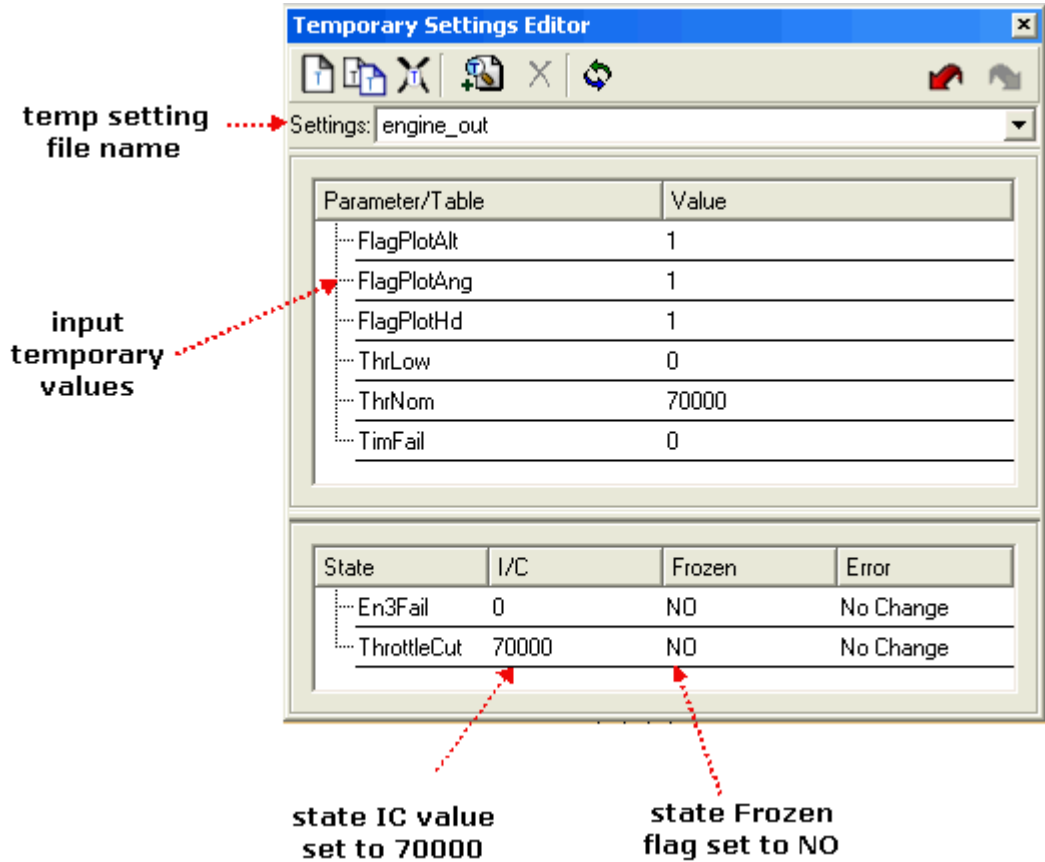 Temporary Settings Editor
temp setting
file name
Settings: engine_out
Parameter/Table Value
FlagPlotAlt 1
FlagPlotAng 1
FlagPlotHd 1
ThrLow 0
ThrNom 70000
TimFail 0
input
temporary
values
State I/C Frozen Error
En3Fail 0 NO No Change
ThrottleCut 70000 NO No Change
state IC value
set to 70000
state Frozen
flag set to NO